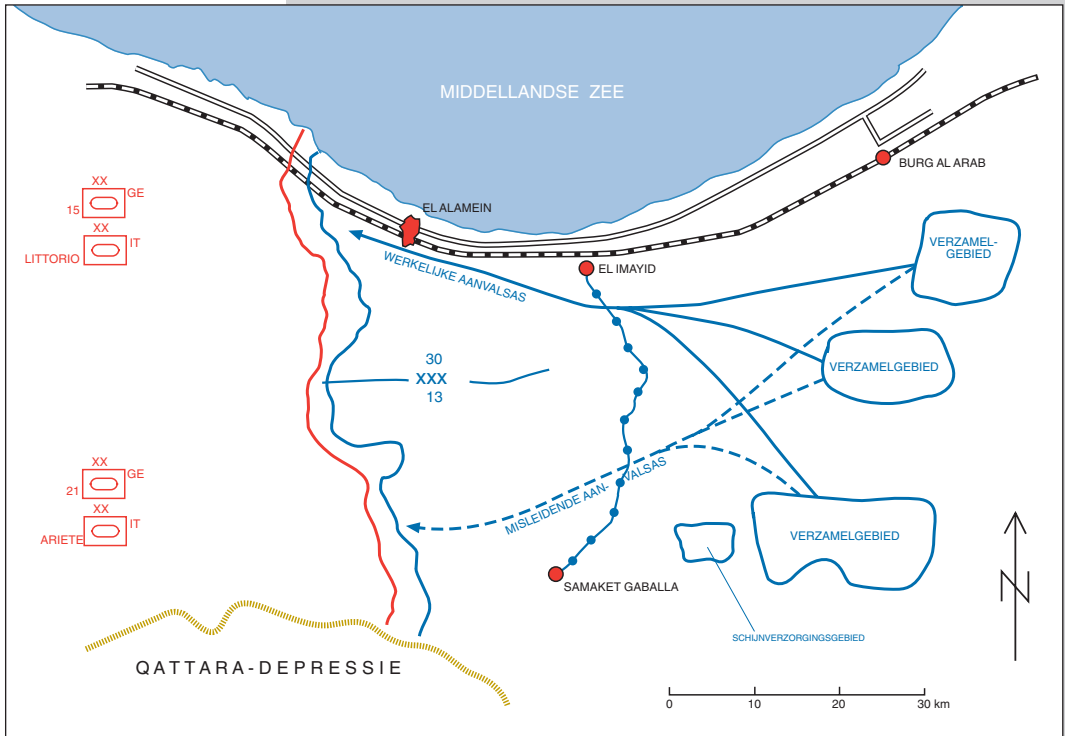 MIDDELLANDSE ZEE
BURG AL ARAB
XX
15
GE
XX
LITTORIO
IT
EL ALAMEIN
WERKELIJKE AANVALSAS
EL IMAYID
VERZAMEL-
GEBIED
30
XXX
13
VERZAMELGEBIED
XX
21
GE
XX
ARIETE
IT
MISLEIDENDE AAN-
VALSAS
VERZAMELGEBIED
SAMAKET GABALLA
SCHIJNVERZORGINGSGEBIED
N
QATTARA-DEPRESSIE
0 10 20 30 km